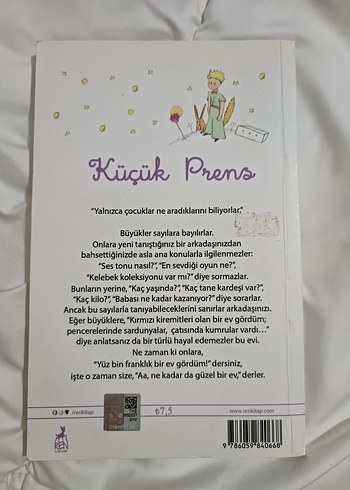 Küçük Prens
“Yalnızca çocuklar ne aradıklarını biliyorlar.”
Büyükler sayılara bayılırlar.
Onlara yeni tanıştığınız bir arkadaşınızdan
bahsettiğinizde asla ana konularla ilgilenmezler:
“Ses tonu nasıl?”, “En sevdiği oyun ne?”,
“Kelebek koleksiyonu var mı?” diye sormazlar.
Bunların yerine, “Kaç yaşında?”, “Kaç tane kardeşi var?”,
“Kaç kilo?”, “Babası ne kadar kazanıyor?” diye sorarlar.
Ancak bu sayılarla tanıyabileceklerini sanırlar arkadaşınızı.
Eğer büyüklere, “Kırmızı kiremitleri olan bir ev gördüm;
pencerelerinde sardunyalar, çatısında kumrular vardı…”
diye anlatsanız da bir türlü hayal edemezler bu evi.
Ne zaman ki onlara,
“Yüz bin franklık bir ev gördüm!” dersiniz,
işte o zaman size, “Aa, ne kadar da güzel bir ev,” derler.
/renkitap
₺7,5
www.renkitap.com
REN
9 786059 840668